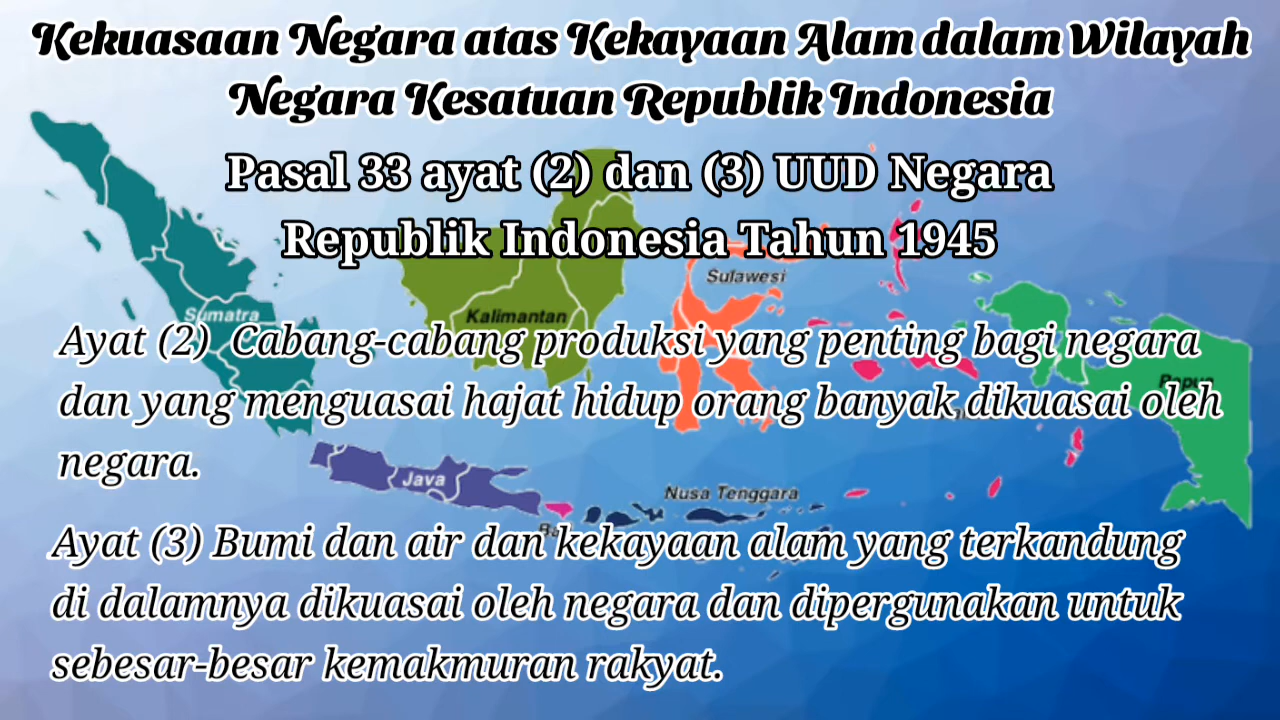 Kekuasaan Negara atas Kekayaan Alam dalam Wilayah
Negara Kesatuan Republik Indonesia
Pasal 33 ayat (2) dan (3) UUD Negara
Republik Indonesia Tahun 1945
Sulawesi
Sumatra
Kalimantan
Ayat (2) Cabang-cabang produksi yang penting bagi negara
Papua
dan yang menguasai hajat hidup orang banyak dikuasai oleh
negara.
Java
Nusa Tenggara
Ayat (3) Bumi dan air dan kekayaan alam yang terkandung
di dalamnya dikuasai oleh negara dan dipergunakan untuk
sebesar-besar kemakmuran rakyat.